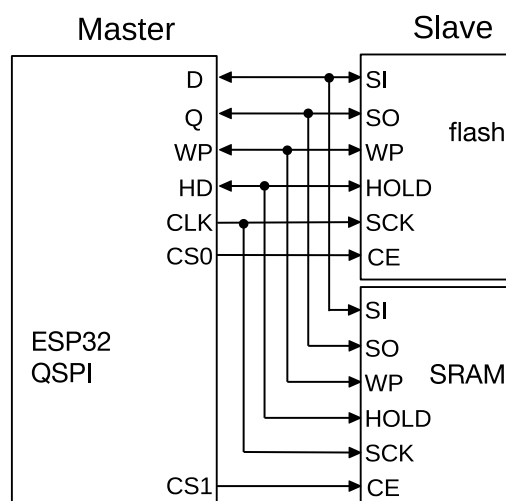 Master
Slave
D
Q
WP
HD
CLK
CS0
ESP32
QSPI
CS1
SI
SO
WP
HOLD
SCK
CE
flash
SI
SO
WP
HOLD
SCK
CE
SRAM